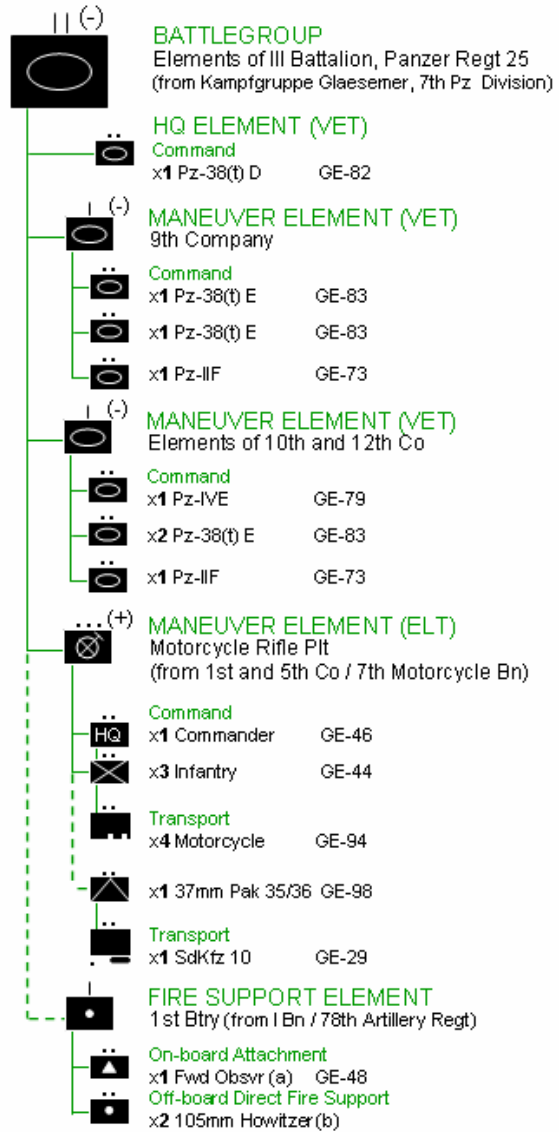 (-)
BATTLEGROUP
Elements of III Battalion, Panzer Regt 25
(from Kampfgruppe Glaesemer, 7th Pz Division)
HQ ELEMENT (VET)
Command
x1 Pz-38(t) D GE-82
(-)
MANEUVER ELEMENT (VET)
9th Company
Command
x1 Pz-38(t) E GE-83
x1 Pz-38(t) E GE-83
x1 Pz-IIF GE-73
(-)
MANEUVER ELEMENT (VET)
Elements of 10th and 12th Co
Command
x1 Pz-IVE GE-79
x2 Pz-38(t) E GE-83
x1 Pz-IIF GE-73
(+)
MANEUVER ELEMENT (ELT)
Motorcycle Rifle Plt
(from 1st and 5th Co / 7th Motorcycle Bn)
Command
HQ x1 Commander GE-46
x3 Infantry GE-44
Transport
x4 Motorcycle GE-94
x1 37mm Pak 35/36 GE-98
Transport
x1 SdKfz 10 GE-29
FIRE SUPPORT ELEMENT
1st Btry (from I Bn / 78th Artillery Regt)
On-board Attachment
x1 Fwd Obsvr (a) GE-48
Off-board Direct Fire Support
x2 105mm Howitzer (b)